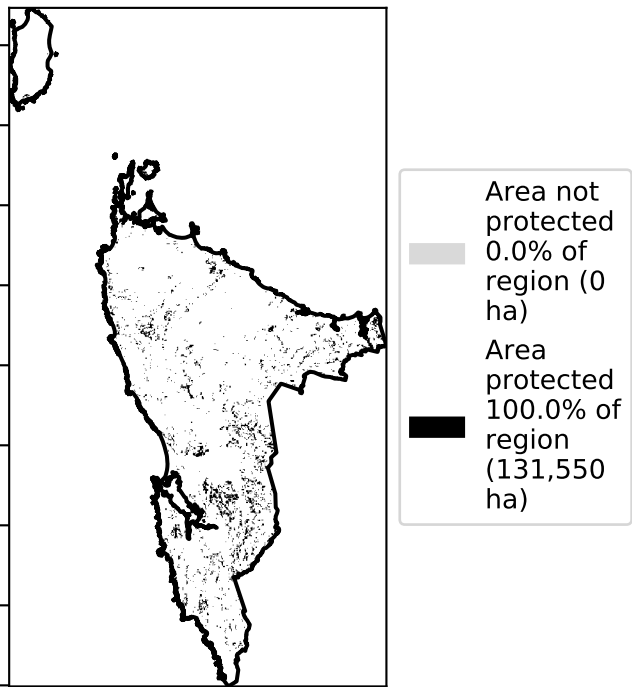 Area not
protected
0.0% of
region (0
ha)
Area
protected
100.0% of
region
(131,550
ha)